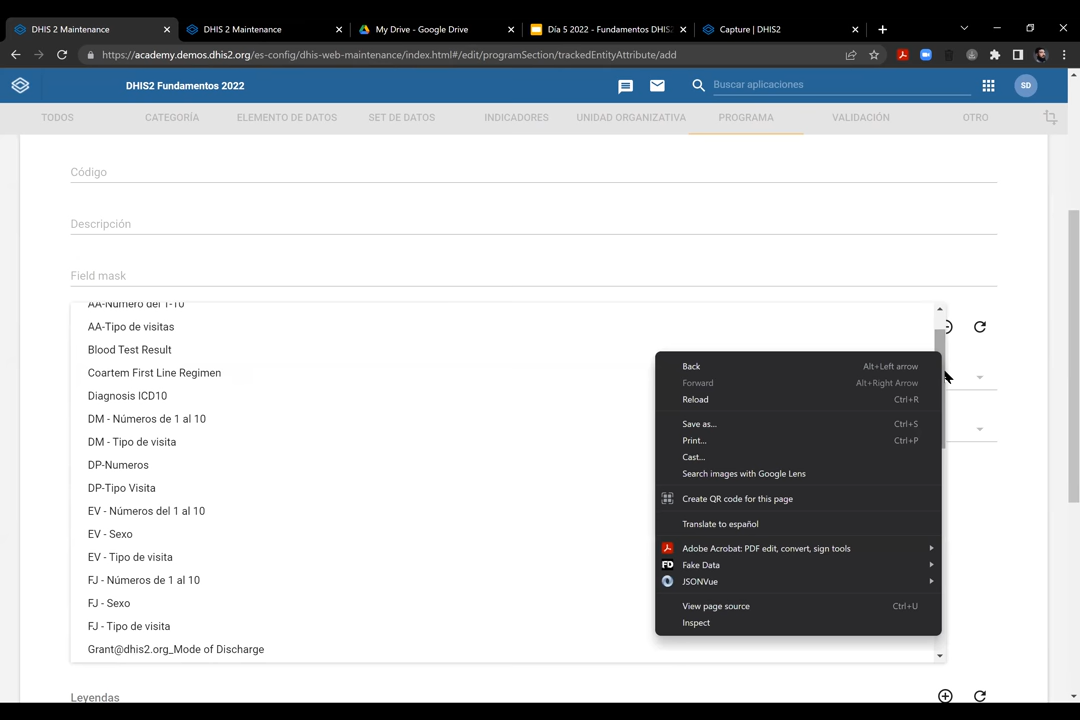 DHIS 2 Maintenance
DHIS 2 Maintenance
My Drive - Google Drive
Día 5 2022 - Fundamentos DHIS
Capture | DHIS2
https://academy.demos.dhis2.org/es-config/dhis-web-maintenance/index.html#/edit/programSection/trackedEntityAttribute/add
DHIS2 Fundamentos 2022
Buscar aplicaciones
SD
TODOS
CATEGORÍA
ELEMENTO DE DATOS
SET DE DATOS
INDICADORES
UNIDAD ORGANIZATIVA
PROGRAMA
VALIDACIÓN
OTRO
Código
Descripción
Field mask
AA-Número del 1-10
AA-Tipo de visitas
Blood Test Result
Coartem First Line Regimen
Diagnosis ICD10
DM - Números de 1 al 10
DM - Tipo de visita
DP-Numeros
DP-Tipo Visita
EV - Números del 1 al 10
EV - Sexo
EV - Tipo de visita
FJ - Números de 1 al 10
FJ - Sexo
FJ - Tipo de visita
Grant@dhis2.org_Mode of Discharge
Back Alt+Left arrow
Forward Alt+Right Arrow
Reload Ctrl+R
Save as... Ctrl+S
Print... Ctrl+P
Cast...
Search images with Google Lens
Create QR code for this page
Translate to español
Adobe Acrobat: PDF edit, convert, sign tools
FD Fake Data
JSONVue
View page source Ctrl+U
Inspect
Leyendas